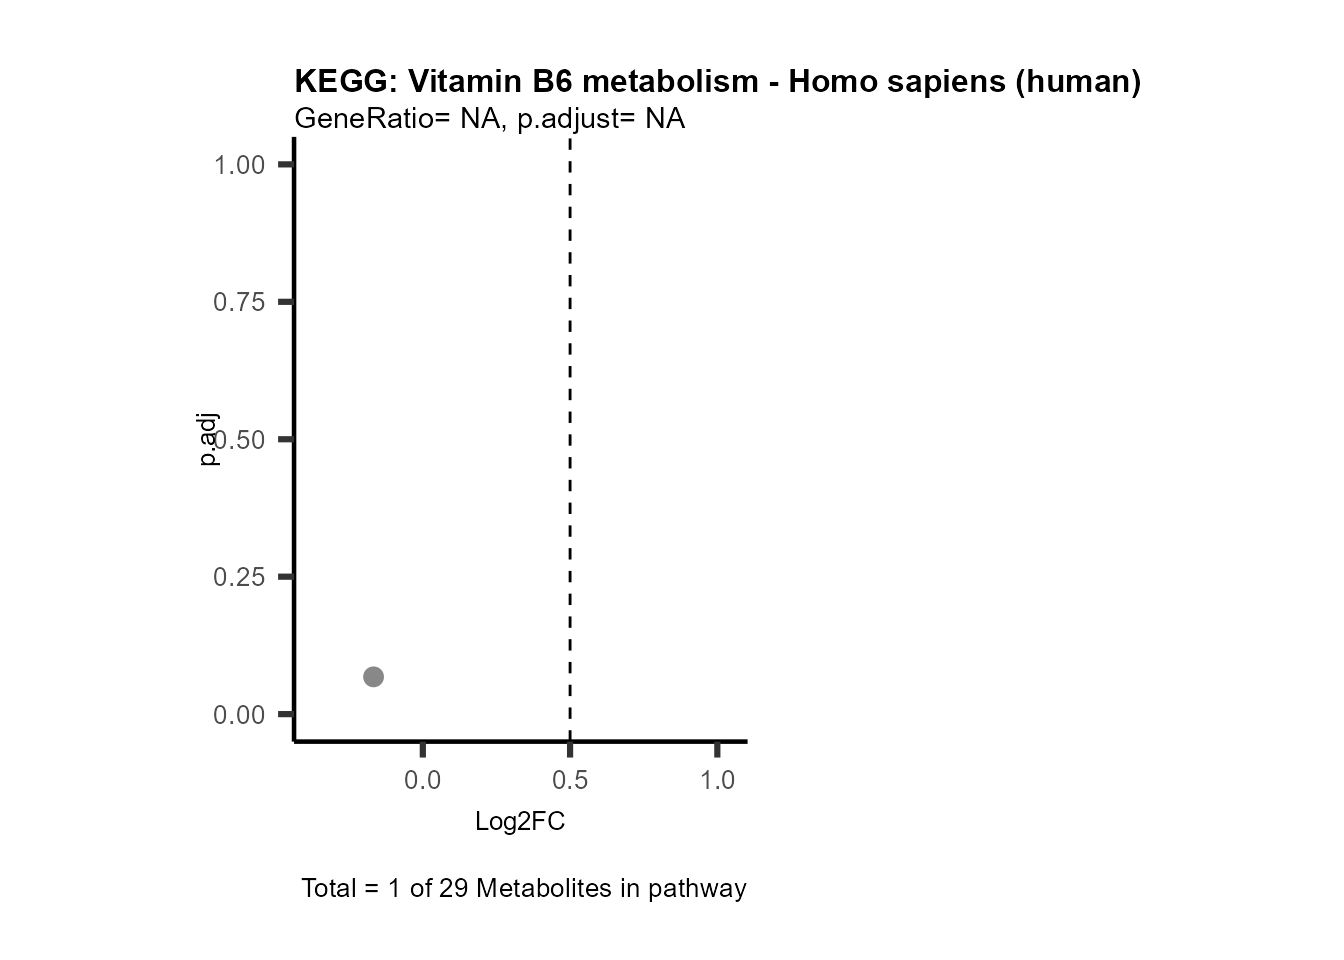 KEGG: Vitamin B6 metabolism - Homo sapiens (human)
GeneRatio= NA, p.adjust= NA
1.00
0.75
p.adj
0.50
0.25
0.00
0.0 0.5 1.0
Log2FC
Total = 1 of 29 Metabolites in pathway